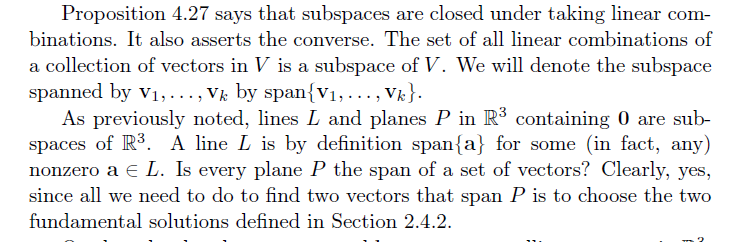 Proposition 4.27 says that subspaces are closed under taking linear com-
binations. It also asserts the converse. The set of all linear combinations of
a collection of vectors in V is a subspace of V. We will denote the subspace
spanned by v₁, . . . , vₖ by span{v₁, . . . , vₖ}.
As previously noted, lines L and planes P in ℝ³ containing 0 are sub-
spaces of ℝ³. A line L is by definition span{a} for some (in fact, any)
nonzero a ∈ L. Is every plane P the span of a set of vectors? Clearly, yes,
since all we need to do to find two vectors that span P is to choose the two
fundamental solutions defined in Section 2.4.2.